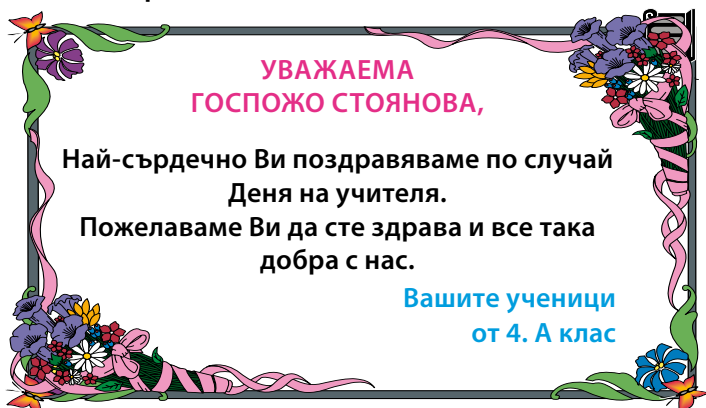 УВАЖАЕМА
ГОСПОЖО СТОЯНОВА,
Най-сърдечно Ви поздравяваме по случай
Деня на учителя.
Пожелаваме Ви да сте здрава и все така
добра с нас.
Вашите ученици
от 4. А клас